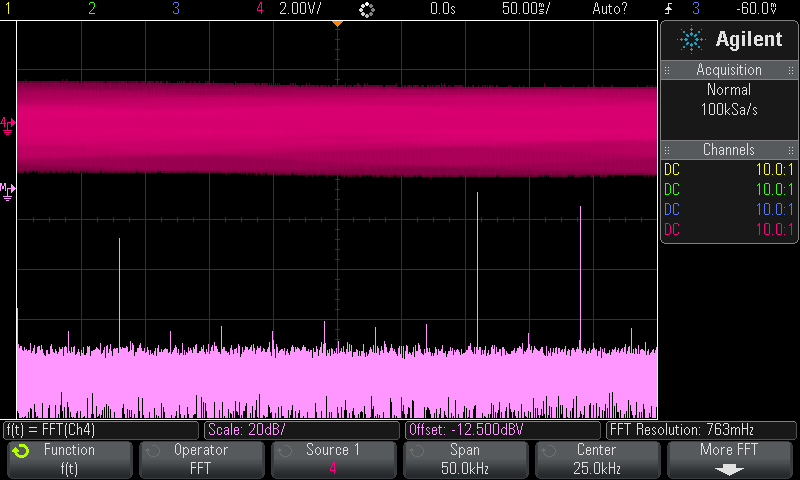 1 2 3 4 2.00V/ 0.0s 50.00ms/ Auto? 3 -60.0V
Agilent
Acquisition
Normal
100kSa/s
Channels
DC 10.0:1
DC 10.0:1
DC 10.0:1
DC 10.0:1
4
M
f(t) = FFT(Ch4) Scale: 20dB/ Offset: -12.500dBV FFT Resolution: 763mHz
Function Operator Source 1 Span Center More FFT
f(t) FFT 4 50.0kHz 25.0kHz